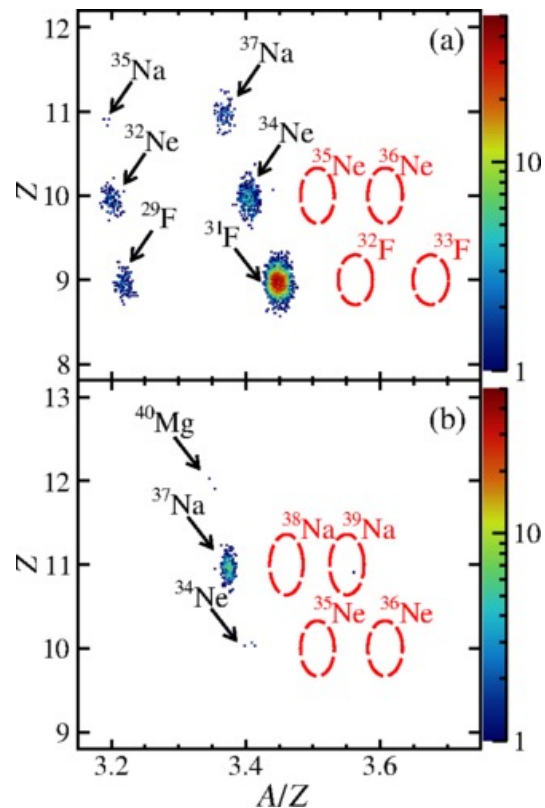 12
(a)
³⁵Na
³⁷Na
11
³²Ne
³⁴Ne
³⁵Ne
³⁶Ne
10
Z
10
²⁹F
³¹F
³²F
³³F
9
8
1
13
(b)
⁴⁰Mg
12
³⁷Na
³⁸Na
³⁹Na
Z
11
10
³⁴Ne
³⁵Ne
³⁶Ne
10
9
1
3.2
3.4
3.6
A/Z